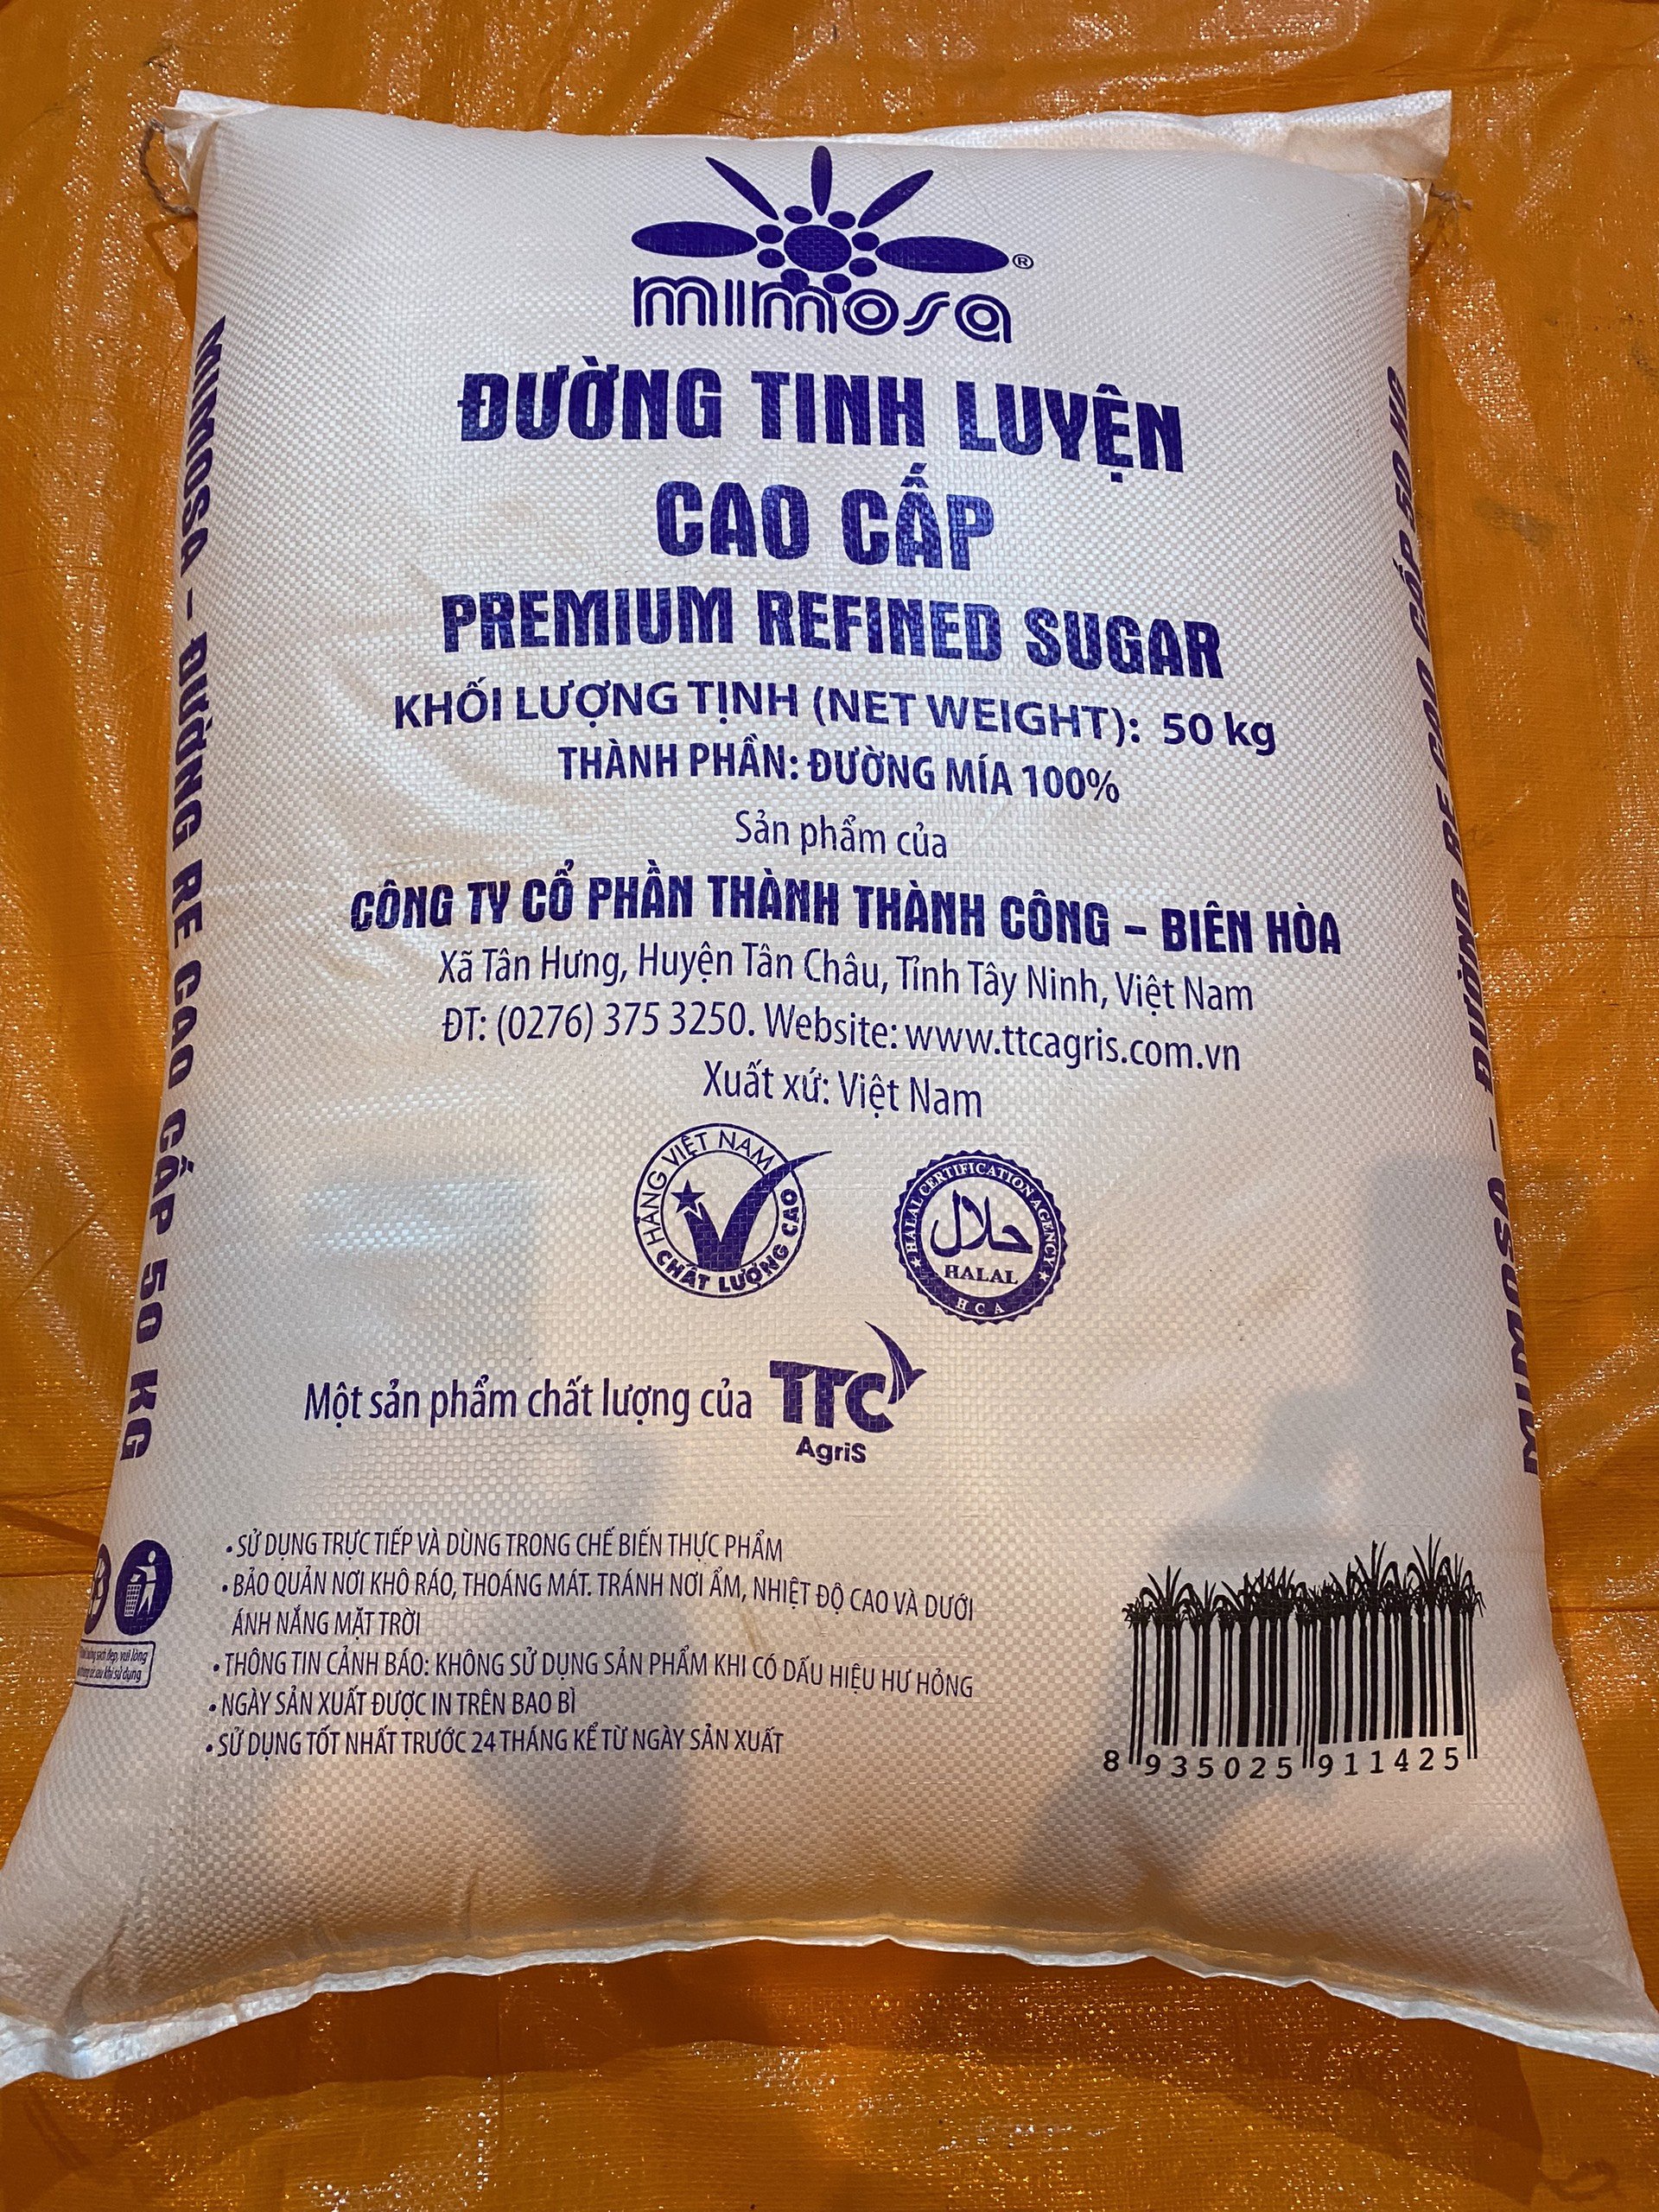 mimosa®
ĐƯỜNG TINH LUYỆN
CAO CẤP
PREMIUM REFINED SUGAR
KHỐI LƯỢNG TỊNH (NET WEIGHT): 50 kg
THÀNH PHẦN: ĐƯỜNG MÍA 100%
Sản phẩm của
CÔNG TY CỔ PHẦN THÀNH THÀNH CÔNG – BIÊN HÒA
Xã Tân Hưng, Huyện Tân Châu, Tỉnh Tây Ninh, Việt Nam
ĐT: (0276) 375 3250. Website: www.ttcagris.com.vn
Xuất xứ: Việt Nam
HÀNG VIỆT NAM
CHẤT LƯỢNG CAO
HALAL CERTIFICATION AGENCY
حلال
HALAL
HCA
Một sản phẩm chất lượng của TTC
AgriS
• SỬ DỤNG TRỰC TIẾP VÀ DÙNG TRONG CHẾ BIẾN THỰC PHẨM
• BẢO QUẢN NƠI KHÔ RÁO, THOÁNG MÁT. TRÁNH NƠI ẨM, NHIỆT ĐỘ CAO VÀ DƯỚI
ÁNH NẮNG MẶT TRỜI
• THÔNG TIN CẢNH BÁO: KHÔNG SỬ DỤNG SẢN PHẨM KHI CÓ DẤU HIỆU HƯ HỎNG
• NGÀY SẢN XUẤT ĐƯỢC IN TRÊN BAO BÌ
• SỬ DỤNG TỐT NHẤT TRƯỚC 24 THÁNG KỂ TỪ NGÀY SẢN XUẤT
8 935025 911425
MIMOSA – ĐƯỜNG RE CAO CẤP 50 KG
MIMOSA – ĐƯỜNG RE CAO CẤP 50 KG
sạch đẹp, vui lòng
sau khi sử dụng